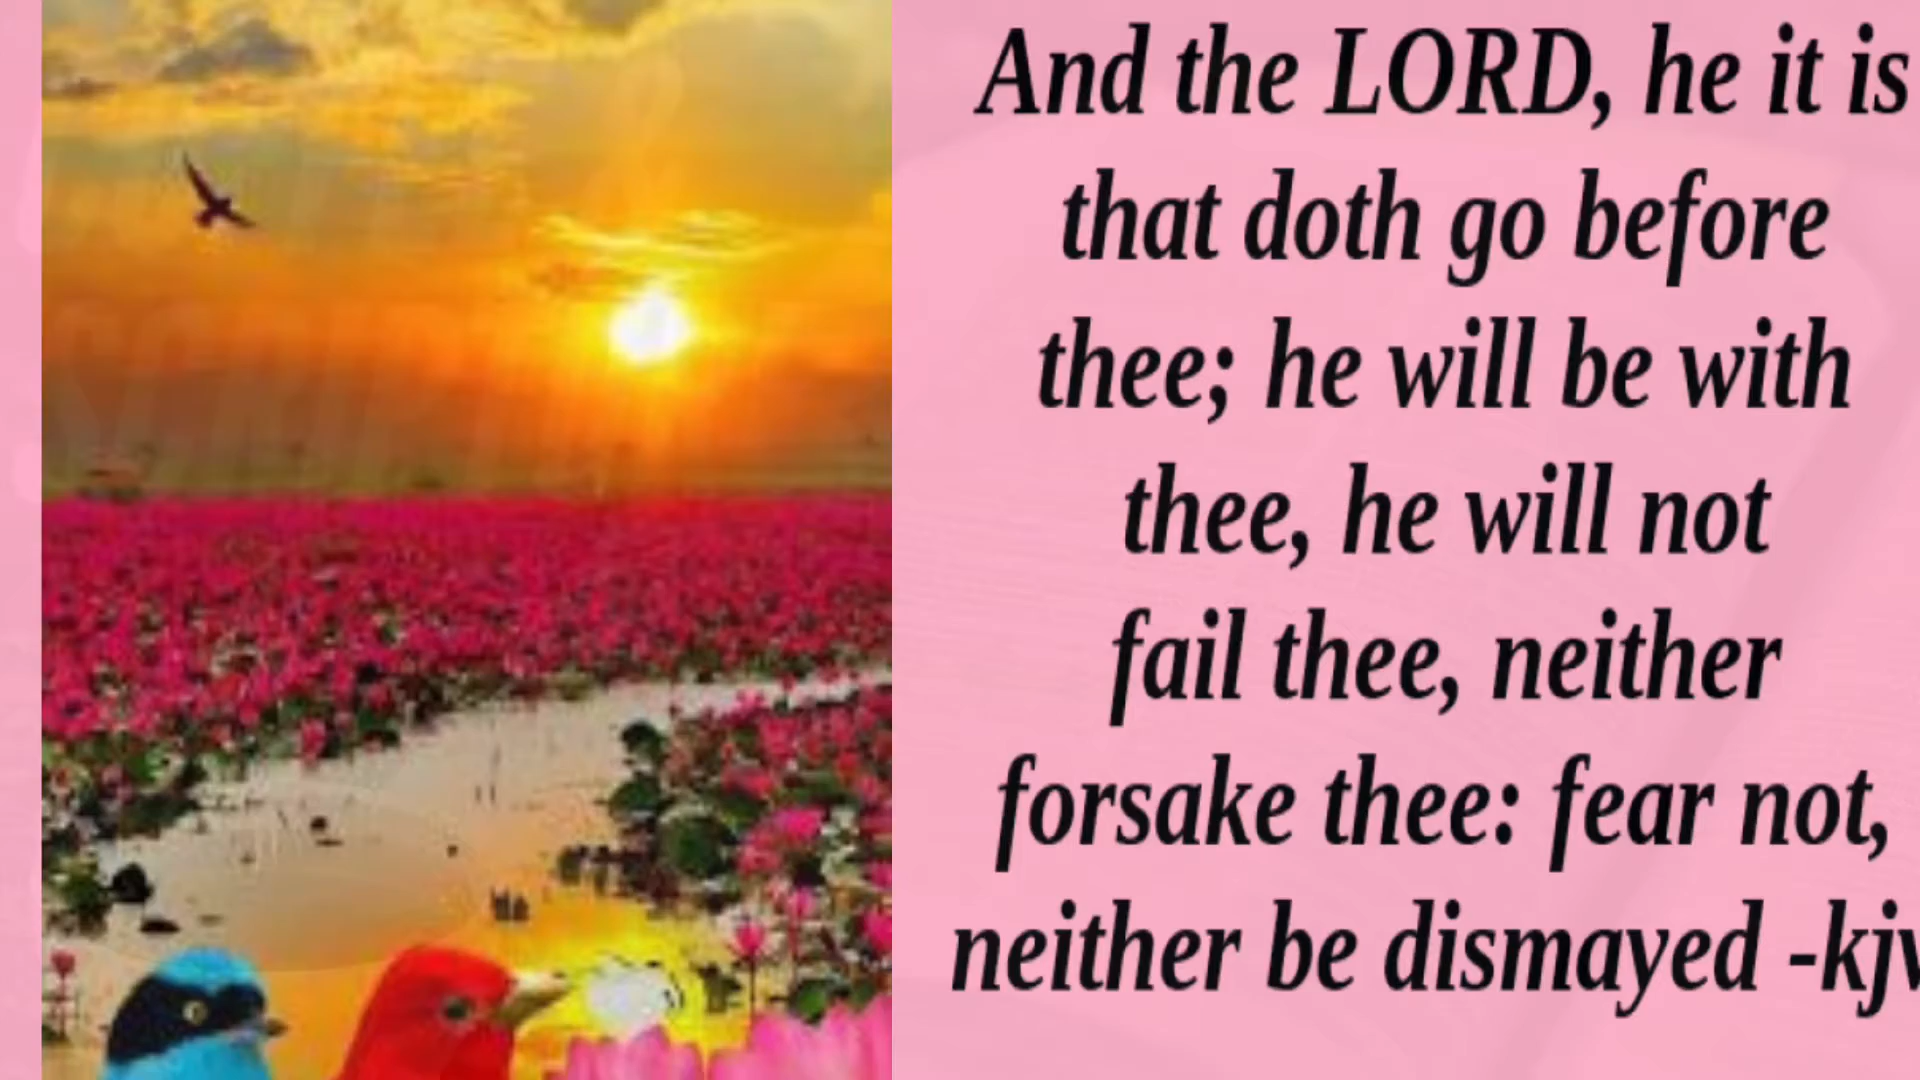 And the LORD, he it is
that doth go before
thee; he will be with
thee, he will not
fail thee, neither
forsake thee: fear not,
neither be dismayed -kjv